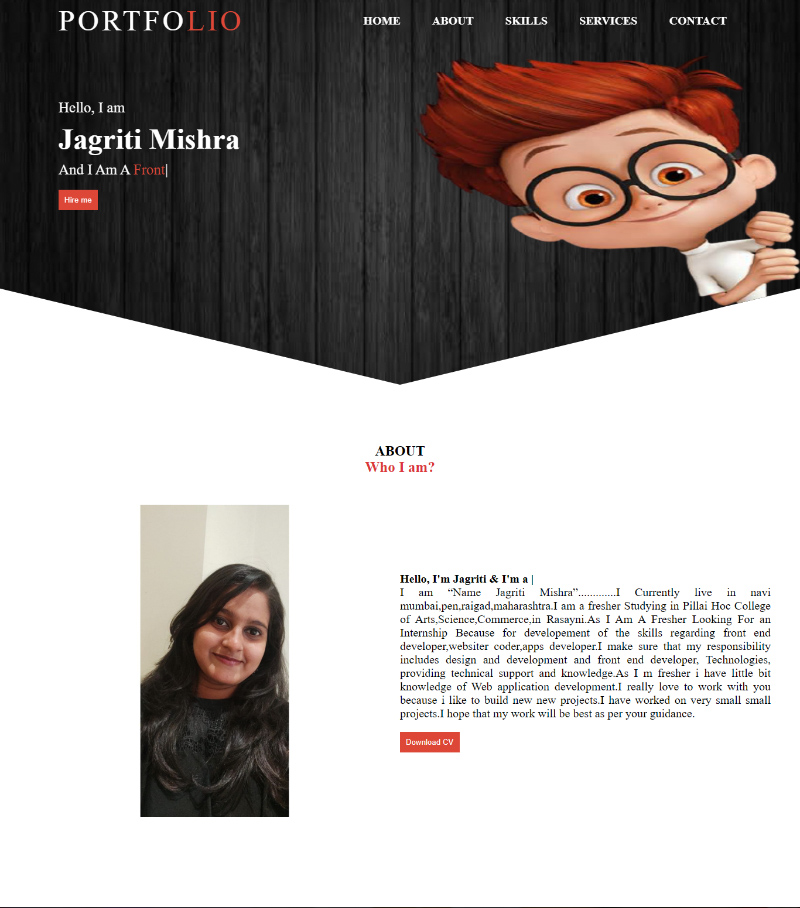 PORTFOLIO
HOME ABOUT SKILLS SERVICES CONTACT
Hello, I am
Jagriti Mishra
And I Am A Front|
Hire me
ABOUT
Who I am?
Hello, I'm Jagriti & I'm a |
I am “Name Jagriti Mishra”.............I Currently live in navi
mumbai,pen,raigad,maharashtra.I am a fresher Studying in Pillai Hoc College
of Arts,Science,Commerce,in Rasayni.As I Am A Fresher Looking For an
Internship Because for developement of the skills regarding front end
developer,websiter coder,apps developer.I make sure that my responsibility
includes design and development and front end developer, Technologies,
providing technical support and knowledge.As I m fresher i have little bit
knowledge of Web application development.I really love to work with you
because i like to build new new projects.I have worked on very small small
projects.I hope that my work will be best as per your guidance.
Download CV